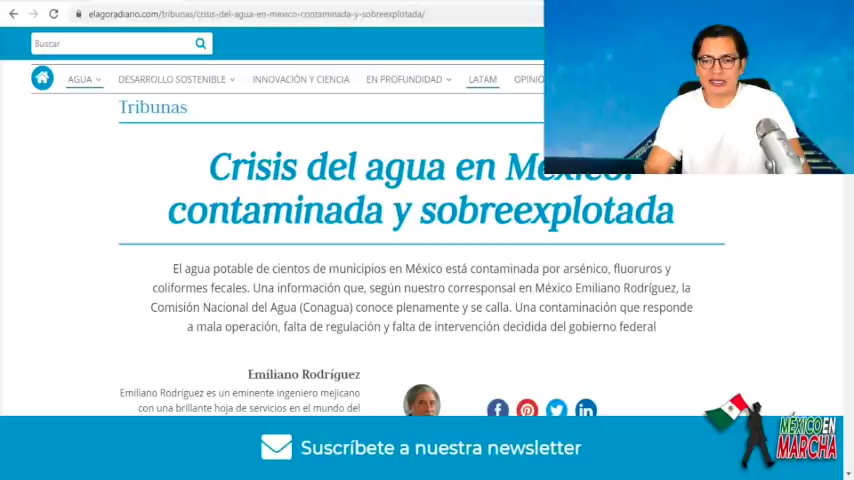 elagoradiario.com/tribunas/crisis-del-agua-en-mexico-contaminada-y-sobreexplotada/
Buscar
AGUA DESARROLLO SOSTENIBLE INNOVACIÓN Y CIENCIA EN PROFUNDIDAD LATAM OPINIÓ
Tribunas
Crisis del agua en México:
contaminada y sobreexplotada
El agua potable de cientos de municipios en México está contaminada por arsénico, fluoruros y
coliformes fecales. Una información que, según nuestro corresponsal en México Emiliano Rodríguez, la
Comisión Nacional del Agua (Conagua) conoce plenamente y se calla. Una contaminación que responde
a mala operación, falta de regulación y falta de intervención decidida del gobierno federal
Emiliano Rodríguez
Emiliano Rodríguez es un eminente ingeniero mejicano
con una brillante hoja de servicios en el mundo del
Suscríbete a nuestra newsletter
MÉXICO EN
MARCHA